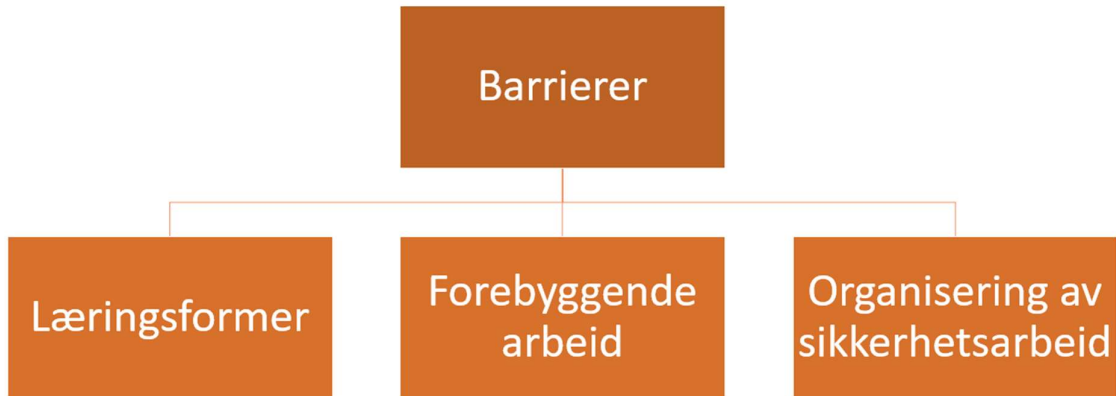 Barrierer
Læringsformer
Forebyggende
arbeid
Organisering av
sikkerhetsarbeid